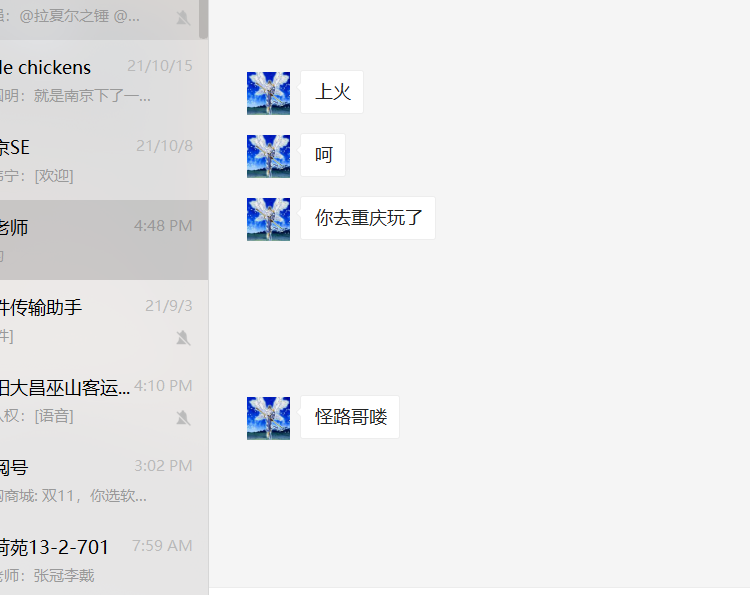 @拉夏尔之锤 @...
le chickens
21/10/15
明：就是南京下了一...
京SE
21/10/8
宁：[欢迎]
老师
4:48 PM
件传输助手
21/9/3
件]
阳大昌巫山客运...
4:10 PM
人权：[语音]
阅号
3:02 PM
商城: 双11，你选软...
荷苑13-2-701
7:59 AM
老师：张冠李戴
上火
呵
你去重庆玩了
怪路哥喽